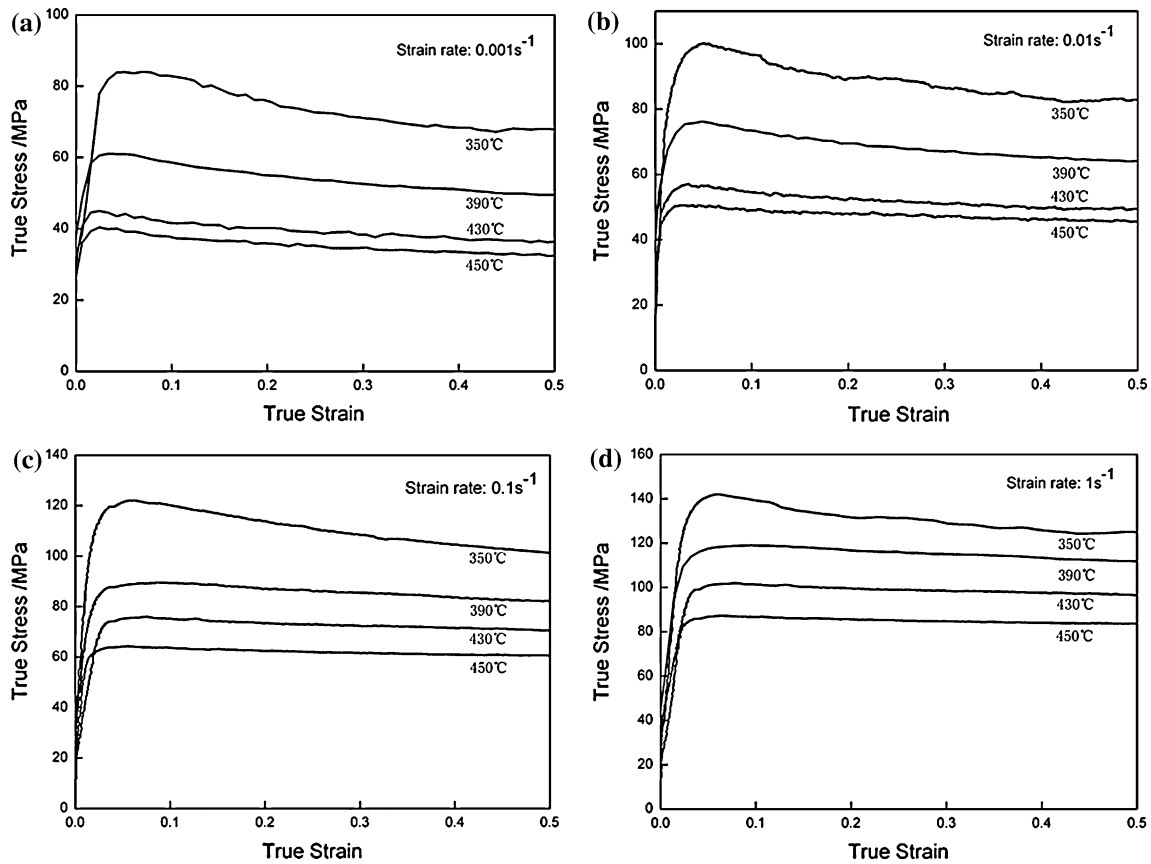 (a)
100
80
60
40
20
0
True Stress /MPa
Strain rate: 0.001s-1
350℃
390℃
430℃
450℃
0.0 0.1 0.2 0.3 0.4 0.5
True Strain
(b)
100
80
60
40
20
0
True Stress /MPa
Strain rate: 0.01s-1
350℃
390℃
430℃
450℃
0.0 0.1 0.2 0.3 0.4 0.5
True Strain
(c)
140
120
100
80
60
40
20
0
True Stress /MPa
Strain rate: 0.1s-1
350℃
390℃
430℃
450℃
0.0 0.1 0.2 0.3 0.4 0.5
True Strain
(d)
160
140
120
100
80
60
40
20
0
True Stress /MPa
Strain rate: 1s-1
350℃
390℃
430℃
450℃
0.0 0.1 0.2 0.3 0.4 0.5
True Strain